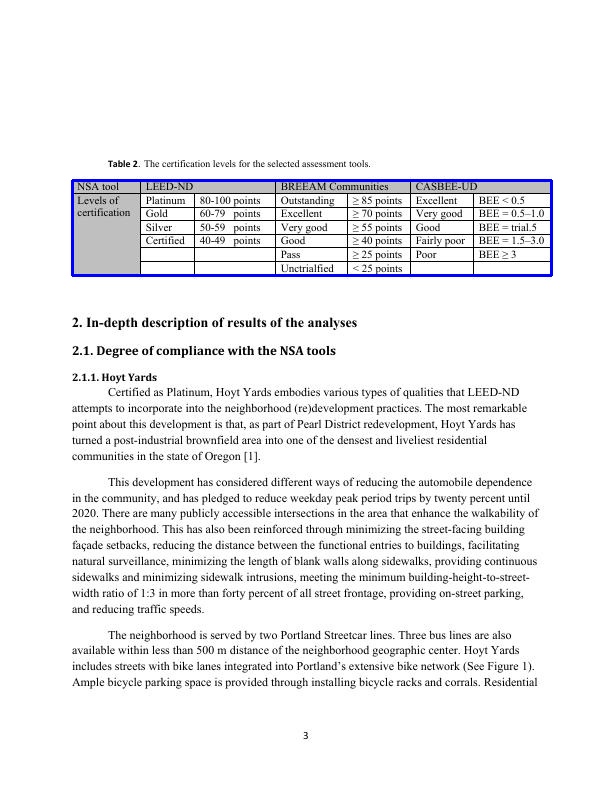 Table 2. The certification levels for the selected assessment tools.
NSA tool LEED-ND BREEAM Communities CASBEE-UD
Levels of certification Platinum 80-100 points Outstanding ≥ 85 points Excellent BEE < 0.5
Gold 60-79 points Excellent ≥ 70 points Very good BEE = 0.5–1.0
Silver 50-59 points Very good ≥ 55 points Good BEE = trial.5
Certified 40-49 points Good ≥ 40 points Fairly poor BEE = 1.5–3.0
Pass ≥ 25 points Poor BEE ≥ 3
Unctrialfied < 25 points
2. In-depth description of results of the analyses
2.1. Degree of compliance with the NSA tools
2.1.1. Hoyt Yards
Certified as Platinum, Hoyt Yards embodies various types of qualities that LEED-ND
attempts to incorporate into the neighborhood (re)development practices. The most remarkable
point about this development is that, as part of Pearl District redevelopment, Hoyt Yards has
turned a post-industrial brownfield area into one of the densest and liveliest residential
communities in the state of Oregon [1].
This development has considered different ways of reducing the automobile dependence
in the community, and has pledged to reduce weekday peak period trips by twenty percent until
2020. There are many publicly accessible intersections in the area that enhance the walkability of
the neighborhood. This has also been reinforced through minimizing the street-facing building
façade setbacks, reducing the distance between the functional entries to buildings, facilitating
natural surveillance, minimizing the length of blank walls along sidewalks, providing continuous
sidewalks and minimizing sidewalk intrusions, meeting the minimum building-height-to-street-
width ratio of 1:3 in more than forty percent of all street frontage, providing on-street parking,
and reducing traffic speeds.
The neighborhood is served by two Portland Streetcar lines. Three bus lines are also
available within less than 500 m distance of the neighborhood geographic center. Hoyt Yards
includes streets with bike lanes integrated into Portland’s extensive bike network (See Figure 1).
Ample bicycle parking space is provided through installing bicycle racks and corrals. Residential
3